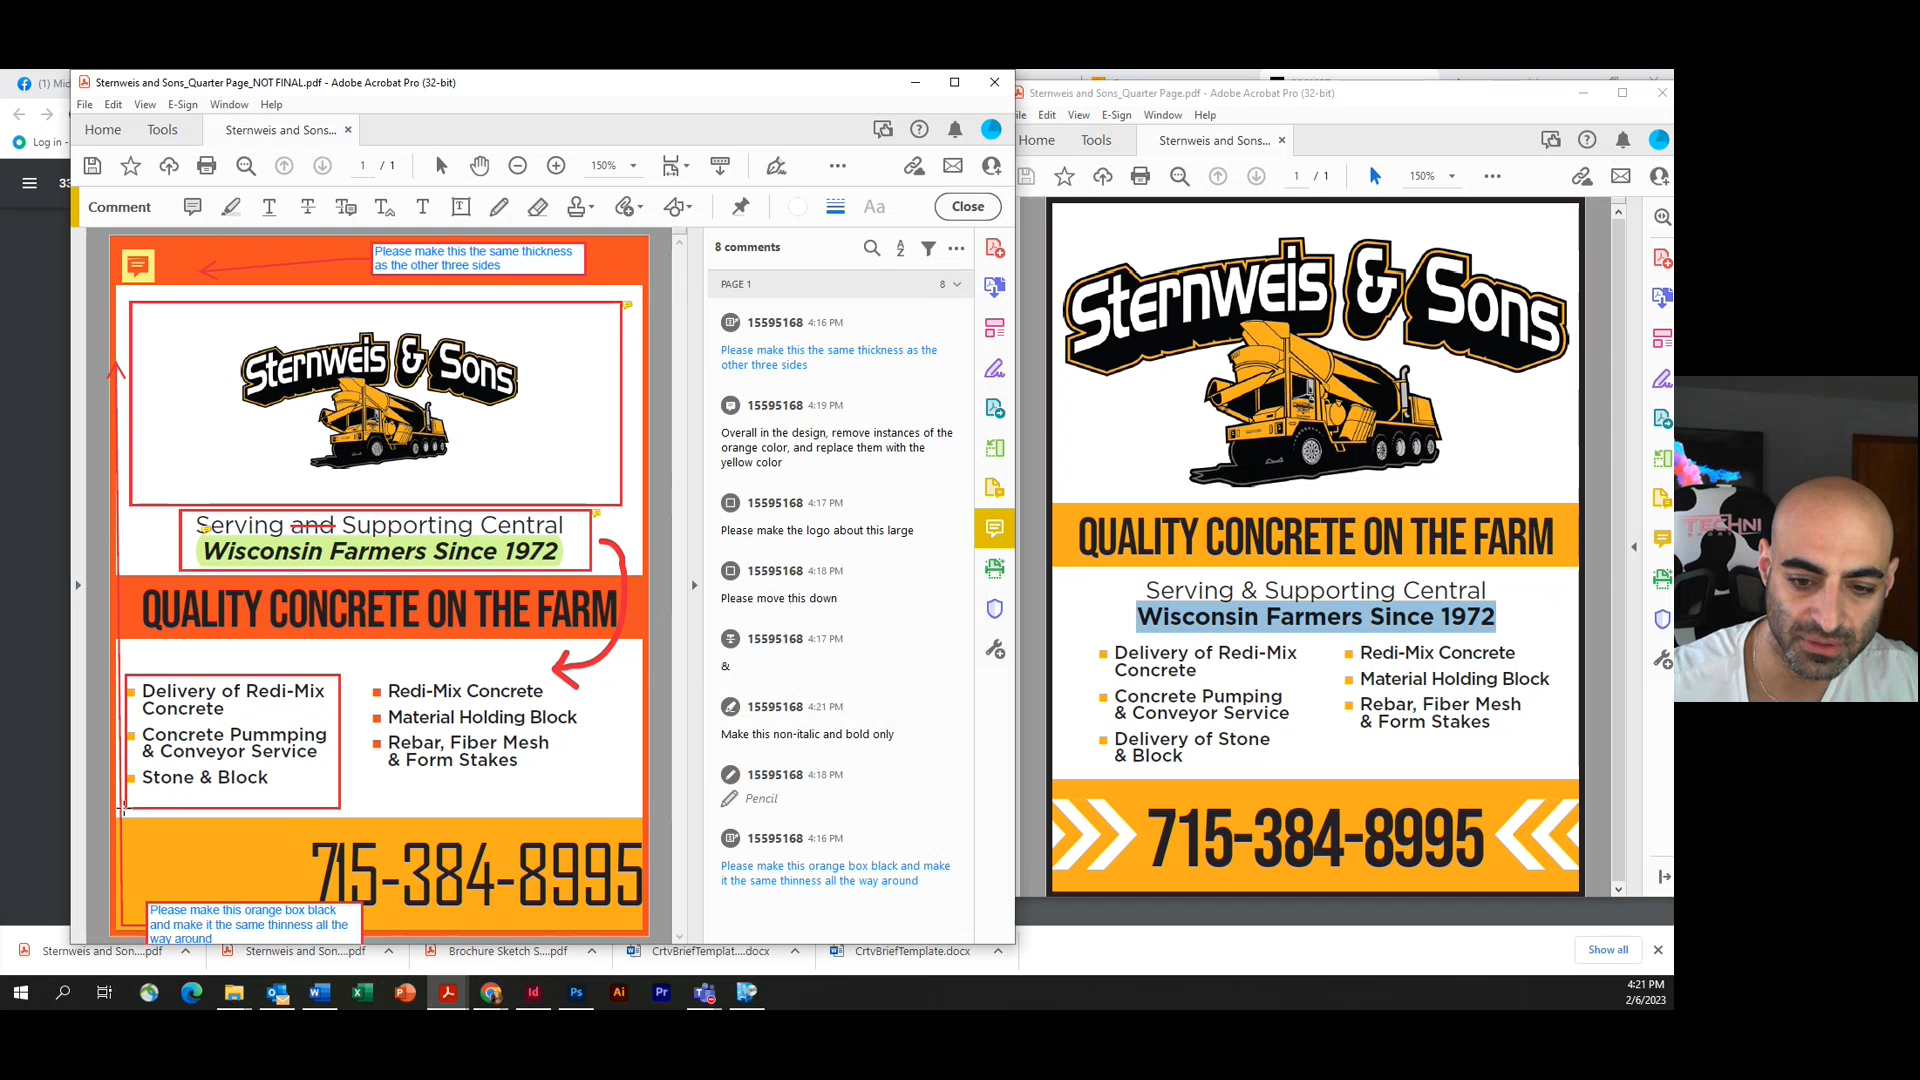 (1) Mic
Log in -
33
Sternweis and Sons_Quarter Page_NOT FINAL.pdf - Adobe Acrobat Pro (32-bit)
File Edit View E-Sign Window Help
Home Tools Sternweis and Sons...
1 / 1 150%
Comment Aa Close
Please make this the same thickness
as the other three sides
Sternweis & Sons
Serving and Supporting Central
Wisconsin Farmers Since 1972
QUALITY CONCRETE ON THE FARM
Delivery of Redi-Mix
Concrete
Concrete Pummping
& Conveyor Service
Stone & Block
Redi-Mix Concrete
Material Holding Block
Rebar, Fiber Mesh
& Form Stakes
715-384-8995
Please make this orange box black
and make it the same thinness all the
way around
8 comments
PAGE 1 8
15595168 4:16 PM
Please make this the same thickness as the
other three sides
15595168 4:19 PM
Overall in the design, remove instances of the
orange color, and replace them with the
yellow color
15595168 4:17 PM
Please make the logo about this large
15595168 4:18 PM
Please move this down
15595168 4:17 PM
&
15595168 4:21 PM
Make this non-italic and bold only
15595168 4:18 PM
Pencil
15595168 4:16 PM
Please make this orange box black and make
it the same thinness all the way around
Sternweis and Sons_Quarter Page.pdf - Adobe Acrobat Pro (32-bit)
ile Edit View E-Sign Window Help
Home Tools Sternweis and Sons...
1 / 1 150%
Sternweis & Sons
QUALITY CONCRETE ON THE FARM
Serving & Supporting Central
Wisconsin Farmers Since 1972
Delivery of Redi-Mix
Concrete
Concrete Pumping
& Conveyor Service
Delivery of Stone
& Block
Redi-Mix Concrete
Material Holding Block
Rebar, Fiber Mesh
& Form Stakes
715-384-8995
TECHNI
Sternweis and Son....pdf Sternweis and Son....pdf Brochure Sketch S....pdf CrtvBriefTemplat....docx CrtvBriefTemplate.docx Show all
Id Ps Ai Pr
4:21 PM
2/6/2023